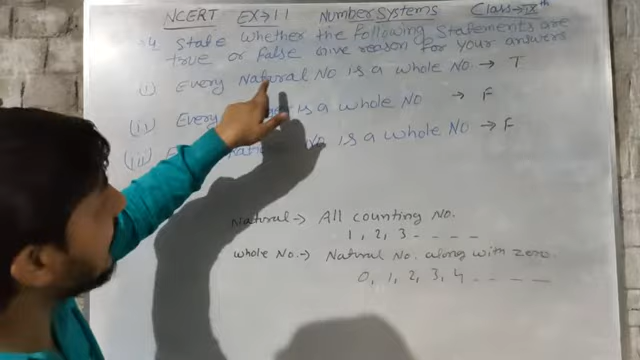 NCERT EX→1.1 Number Systems Class→IXth
→4 State whether the following Statements are
true or false Give reason for your answers
(i) Every Natural No is a whole No. → T
(ii) Every is a whole No → F
(iii) No. is a whole No → F
Natural → All counting No.
1, 2, 3 - - - -
whole No. → Natural No. along with zero.
0, 1, 2, 3, 4 - - - -